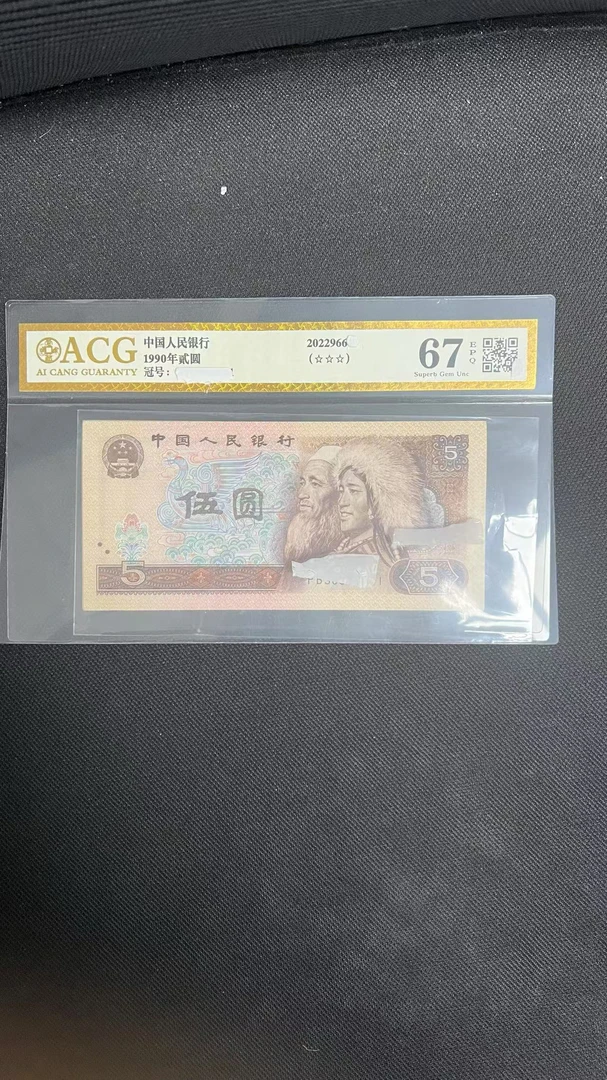 ACG
AI CANG GUARANTY
中国人民银行
1990年贰圆
冠号:
2022966
(☆☆☆)
67
EPQ
Superb Gem Unc
中国人民银行
5
伍圆
5
5